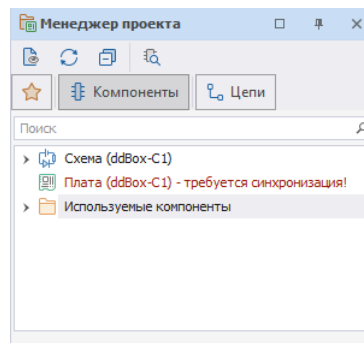 Менеджер проекта
Компоненты
Цепи
Поиск
Схема (ddBox-C1)
Плата (ddBox-C1) - требуется синхронизация!
Используемые компоненты